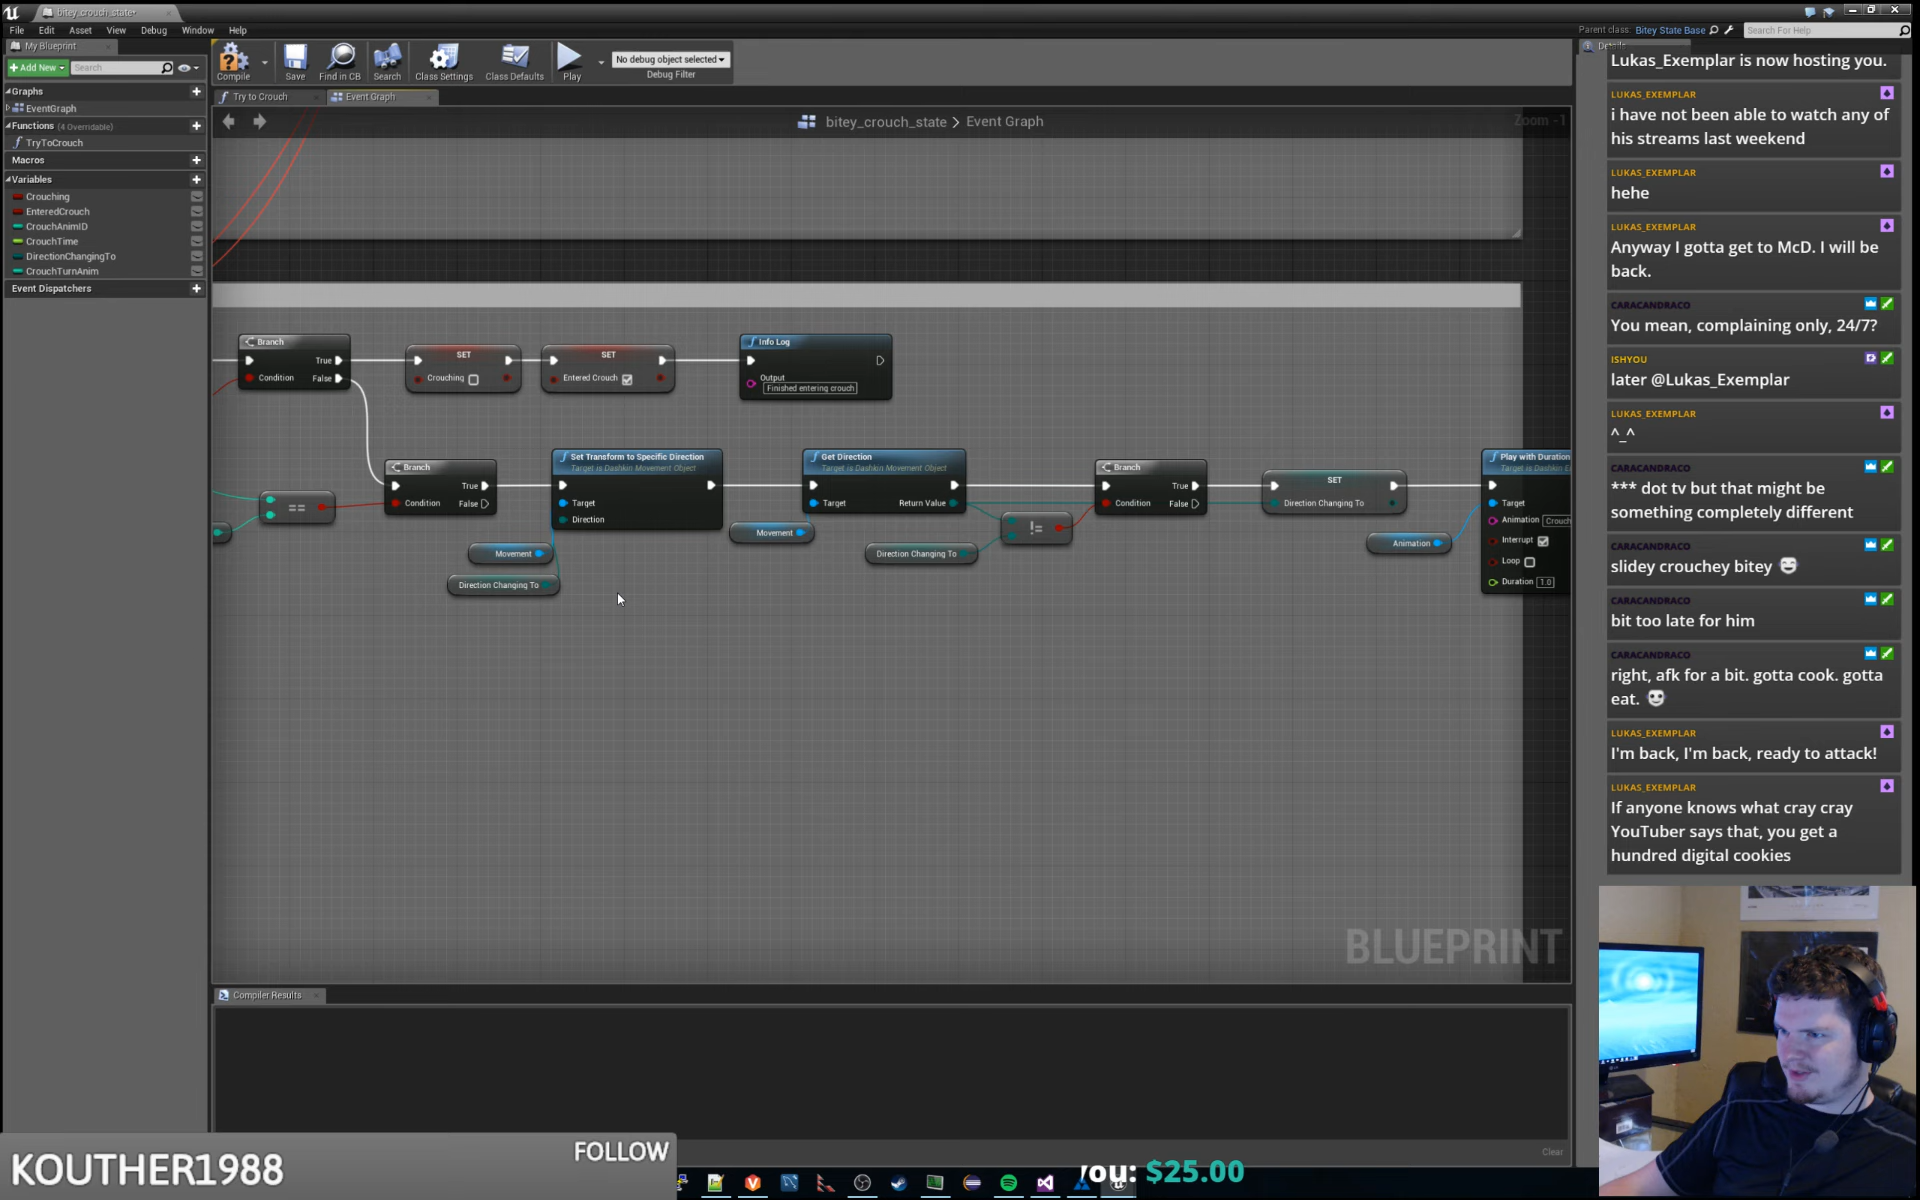 bitey_crouch_state*
File Edit Asset View Debug Window Help
Parent class: Bitey State Base
Search For Help
My Blueprint
Add New
Search
Compile
Save
Find in CB
Search
Class Settings
Class Defaults
Play
No debug object selected
Debug Filter
Graphs
EventGraph
Functions (4 Overridable)
TryToCrouch
Macros
Variables
Crouching
EnteredCrouch
CrouchAnimID
CrouchTime
DirectionChangingTo
CrouchTurnAnim
Event Dispatchers
Try to Crouch
Event Graph
bitey_crouch_state > Event Graph
Zoom -1
Branch
True
Condition False
SET
Crouching
SET
Entered Crouch
Info Log
Output
Finished entering crouch
Branch
True
Condition False
==
Set Transform to Specific Direction
Target is Dashkin Movement Object
Target
Direction
Movement
Direction Changing To
Get Direction
Target is Dashkin Movement Object
Target Return Value
Movement
Direction Changing To
!=
Branch
True
Condition False
SET
Direction Changing To
Animation
Play with Duration
Target is Dashkin E
Target
Animation Crouch
Interrupt
Loop
Duration 1.0
BLUEPRINT
Compiler Results
Clear
Details
Lukas_Exemplar is now hosting you.
LUKAS_EXEMPLAR
i have not been able to watch any of
his streams last weekend
LUKAS_EXEMPLAR
hehe
LUKAS_EXEMPLAR
Anyway I gotta get to McD. I will be
back.
CARACANDRACO
You mean, complaining only, 24/7?
ISHYOU
later @Lukas_Exemplar
LUKAS_EXEMPLAR
^_^
CARACANDRACO
*** dot tv but that might be
something completely different
CARACANDRACO
slidey crouchey bitey
CARACANDRACO
bit too late for him
CARACANDRACO
right, afk for a bit. gotta cook. gotta
eat.
LUKAS_EXEMPLAR
I'm back, I'm back, ready to attack!
LUKAS_EXEMPLAR
If anyone knows what cray cray
YouTuber says that, you get a
hundred digital cookies
KOUTHER1988
FOLLOW
ou: $25.00